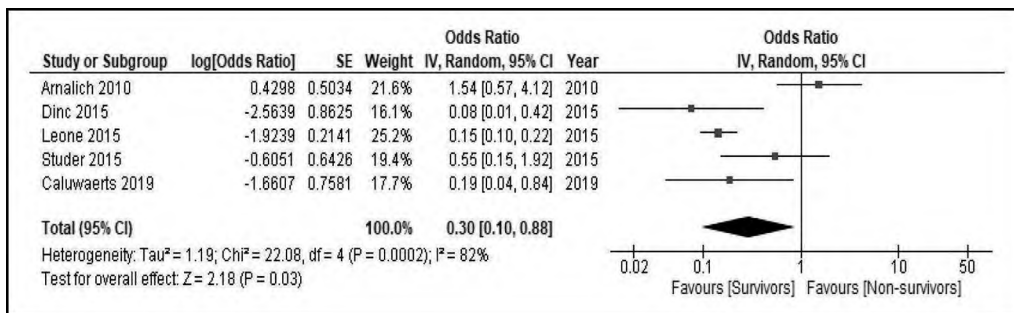 Odds Ratio Odds Ratio
Study or Subgroup log[Odds Ratio] SE Weight IV, Random, 95% CI Year IV, Random, 95% CI
Arnalich 2010 0.4298 0.5034 21.6% 1.54 [0.57, 4.12] 2010
Dinc 2015 -2.5639 0.8625 16.1% 0.08 [0.01, 0.42] 2015
Leone 2015 -1.9239 0.2141 25.2% 0.15 [0.10, 0.22] 2015
Studer 2015 -0.6051 0.6426 19.4% 0.55 [0.15, 1.92] 2015
Caluwaerts 2019 -1.6607 0.7581 17.7% 0.19 [0.04, 0.84] 2019
Total (95% CI) 100.0% 0.30 [0.10, 0.88]
Heterogeneity: Tau² = 1.19; Chi² = 22.08, df = 4 (P = 0.0002); I² = 82%
Test for overall effect: Z = 2.18 (P = 0.03)
0.02 0.1 1 10 50
Favours [Survivors] Favours [Non-survivors]